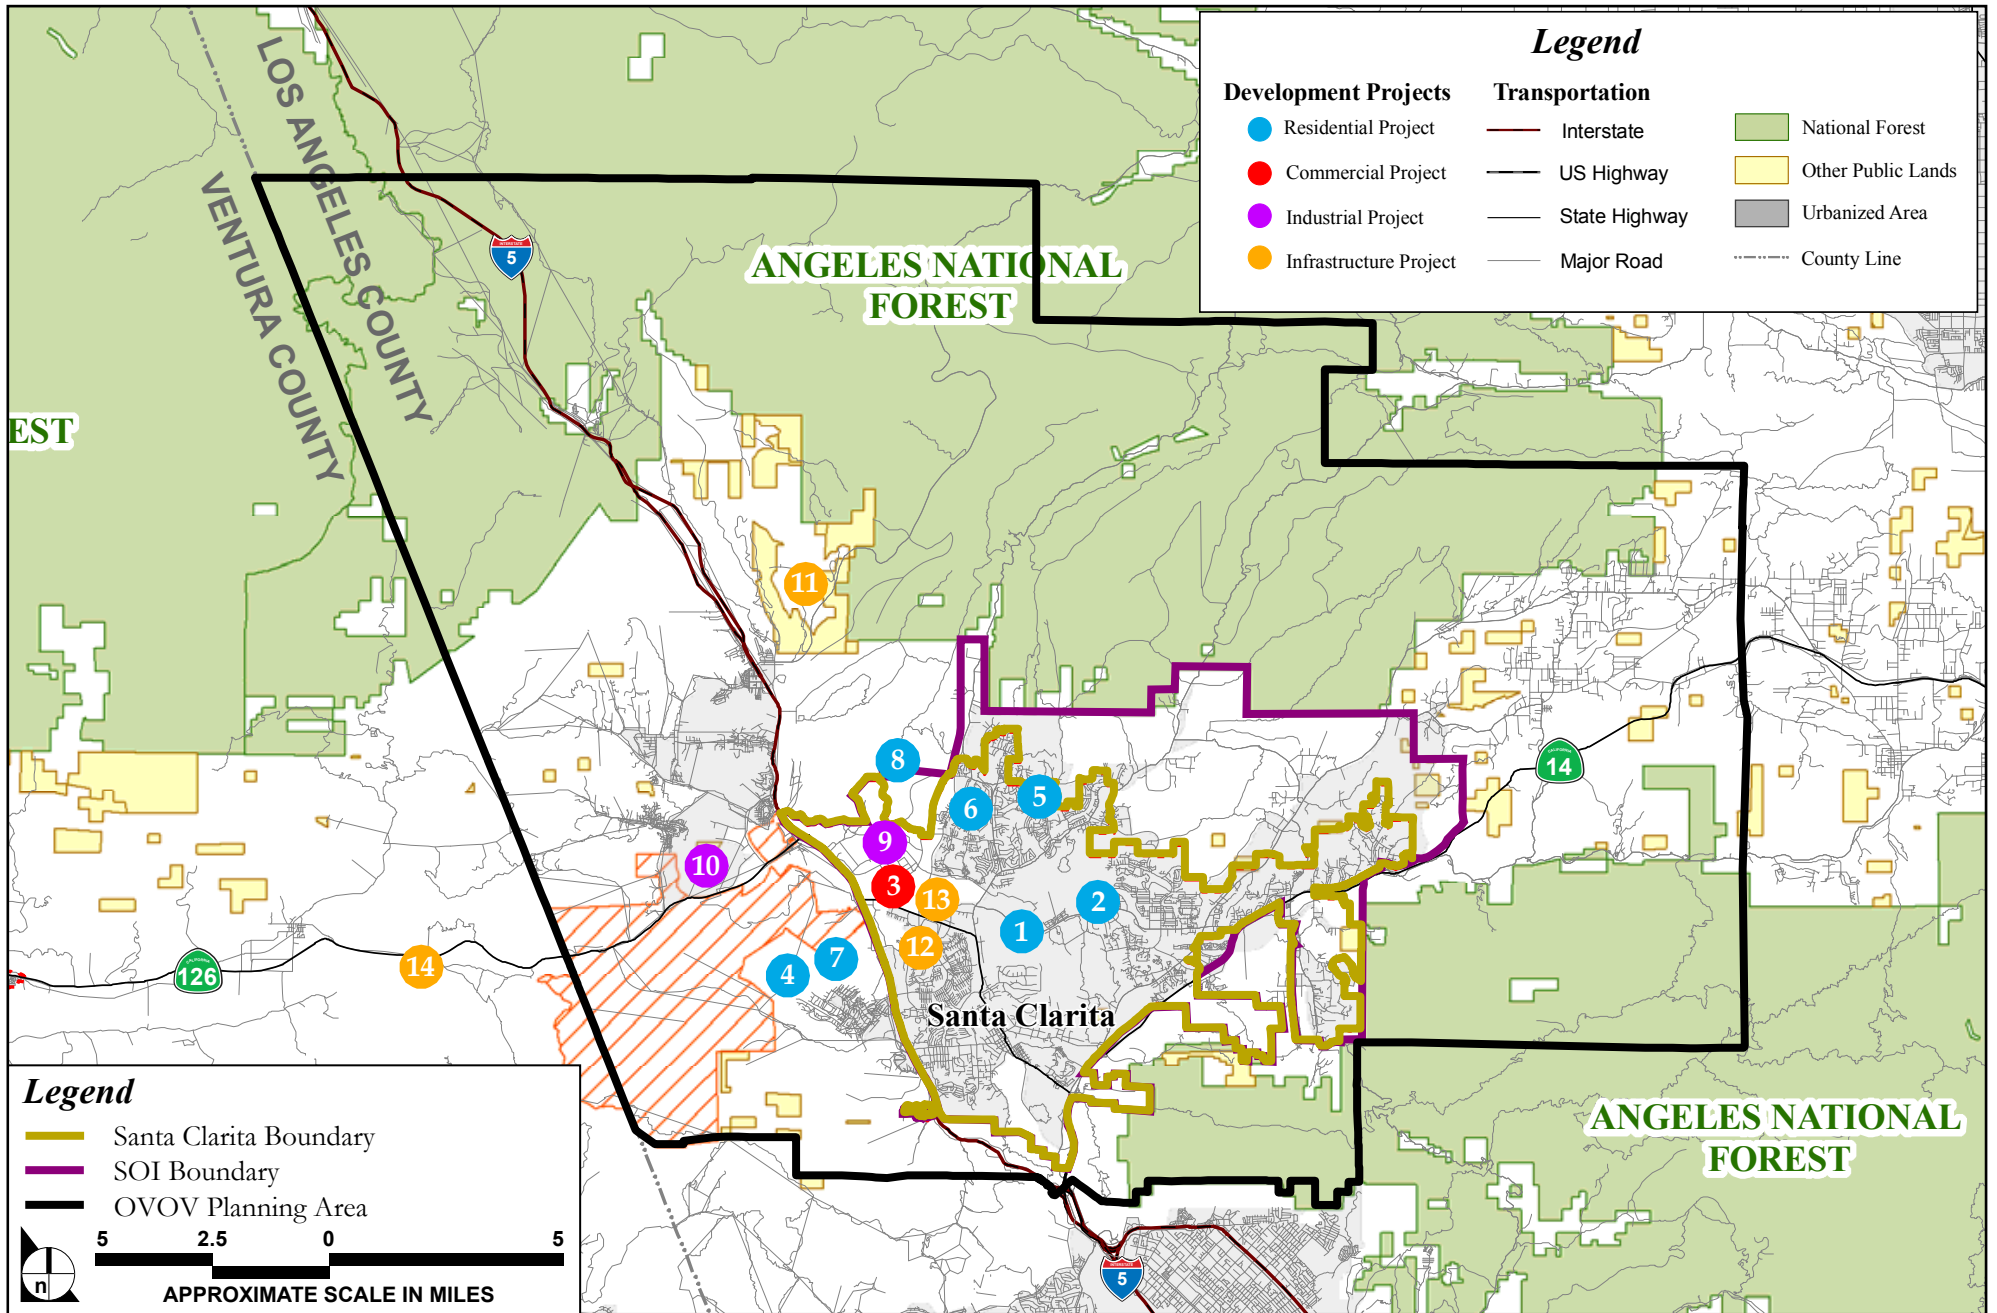 Legend
Development Projects
Transportation
Residential Project
Interstate
National Forest
Commercial Project
US Highway
Other Public Lands
Industrial Project
State Highway
Urbanized Area
Infrastructure Project
Major Road
County Line
LOS ANGELES COUNTY
VENTURA COUNTY
INTERSTATE
5
ANGELES NATIONAL
FOREST
EST
11
8
CALIFORNIA
14
5
6
9
10
3
13
2
1
12
7
4
14
CALIFORNIA
126
Santa Clarita
ANGELES NATIONAL
FOREST
INTERSTATE
5
Legend
Santa Clarita Boundary
SOI Boundary
OVOV Planning Area
5 2.5 0 5
n
APPROXIMATE SCALE IN MILES